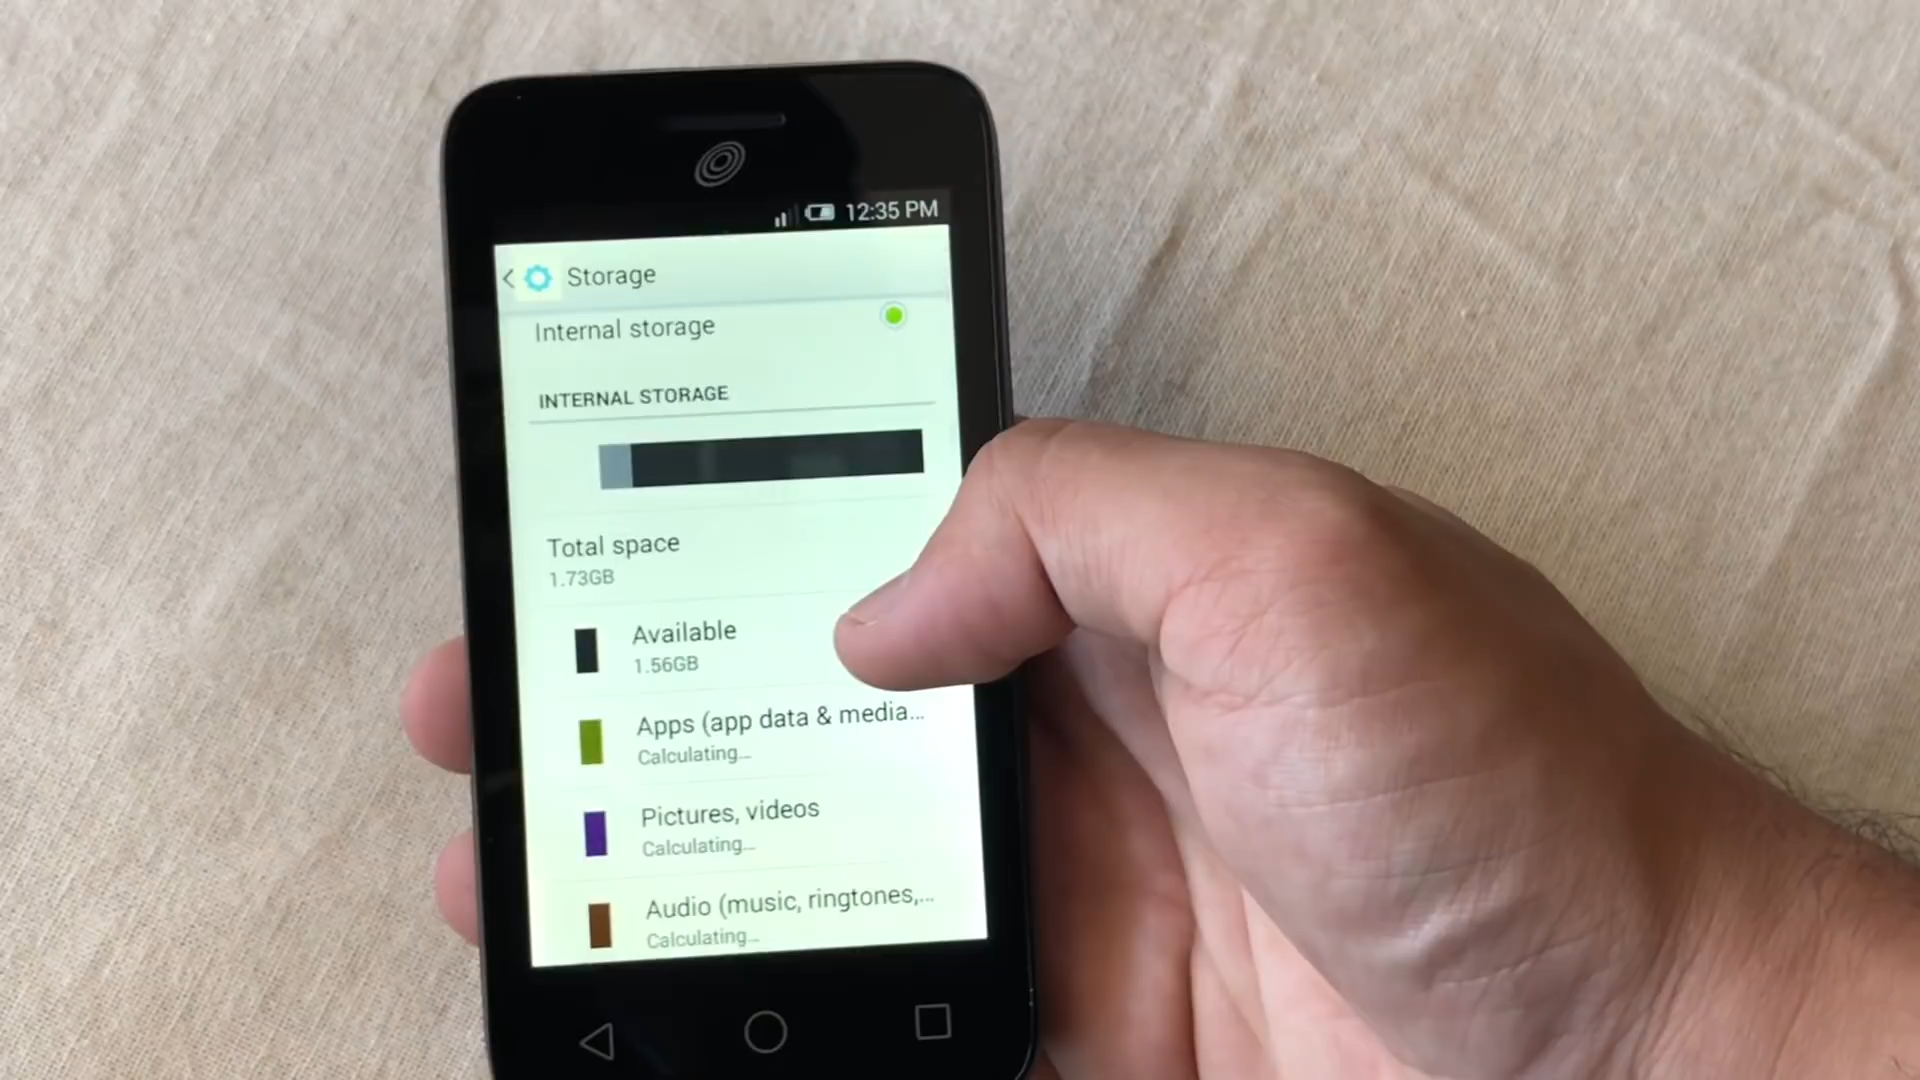 12:35 PM
Storage
Internal storage
INTERNAL STORAGE
Total space
1.73GB
Available
1.56GB
Apps (app data & media...
Calculating...
Pictures, videos
Calculating...
Audio (music, ringtones,...
Calculating...